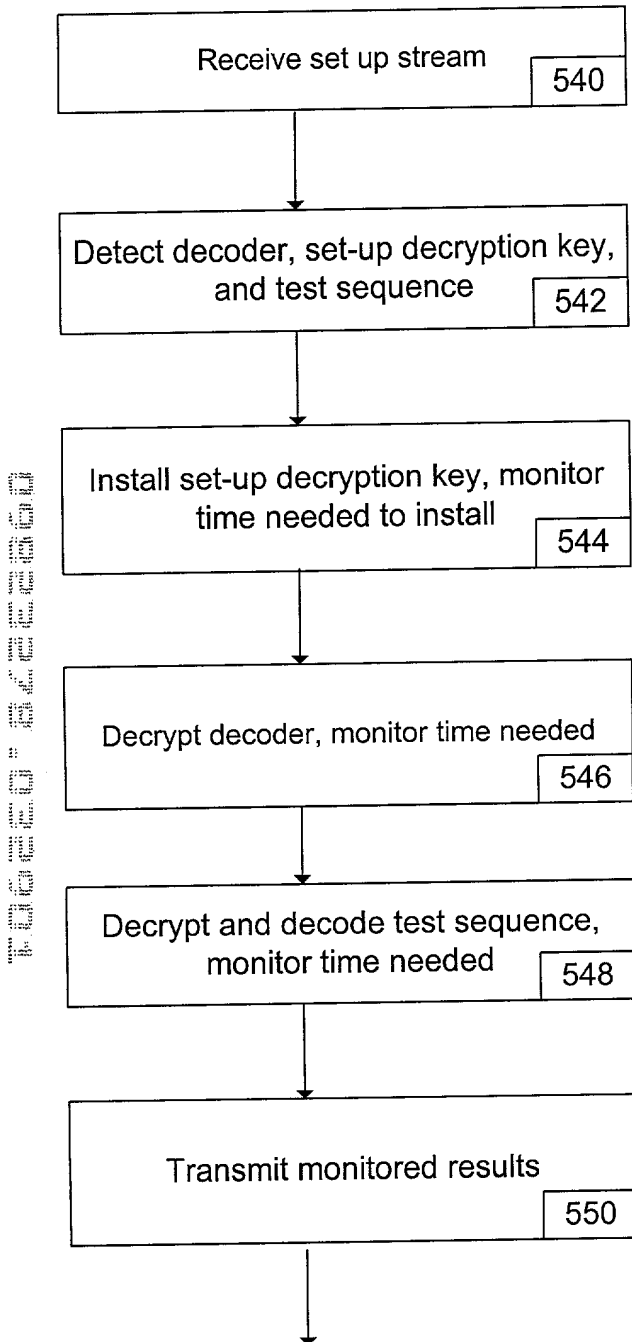 Receive set up stream
540
Detect decoder, set-up decryption key,
and test sequence
542
Install set-up decryption key, monitor
time needed to install
544
Decrypt decoder, monitor time needed
546
Decrypt and decode test sequence,
monitor time needed
548
Transmit monitored results
550